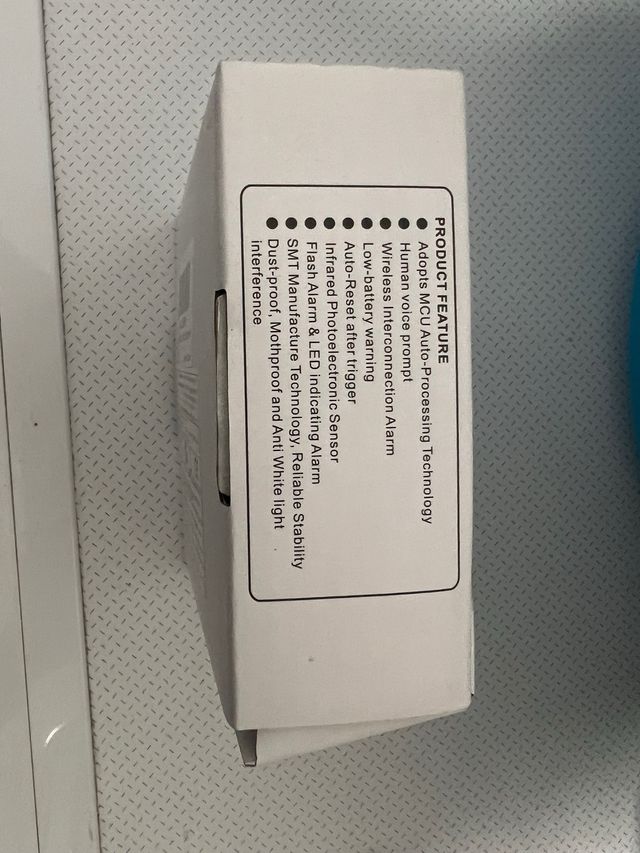 PRODUCT FEATURE
● Adopts MCU Auto-Processing Technology
● Human voice prompt
● Wireless Interconnection Alarm
● Low-battery warning
● Auto-Reset after trigger
● Infrared Photoelectronic Sensor
● Flash Alarm & LED indicating Alarm
● SMT Manufacture Technology, Reliable Stability
● Dust-proof, Mothproof and Anti White light
interference